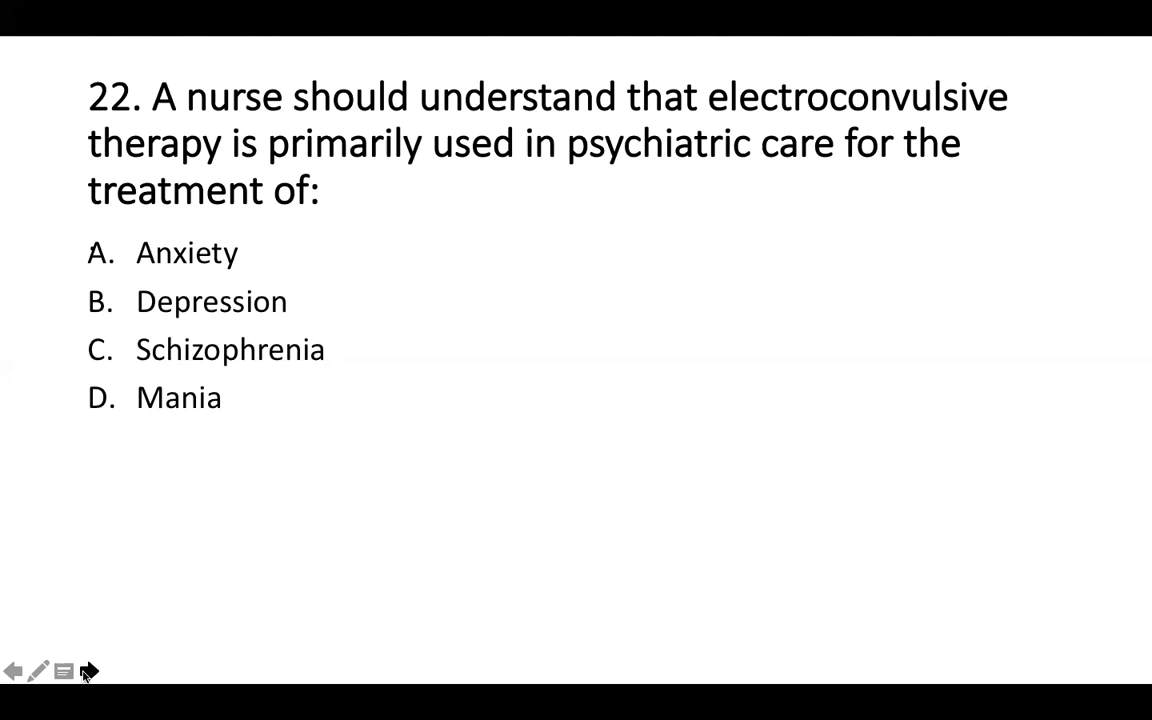 22. A nurse should understand that electroconvulsive
therapy is primarily used in psychiatric care for the
treatment of:
A. Anxiety
B. Depression
C. Schizophrenia
D. Mania